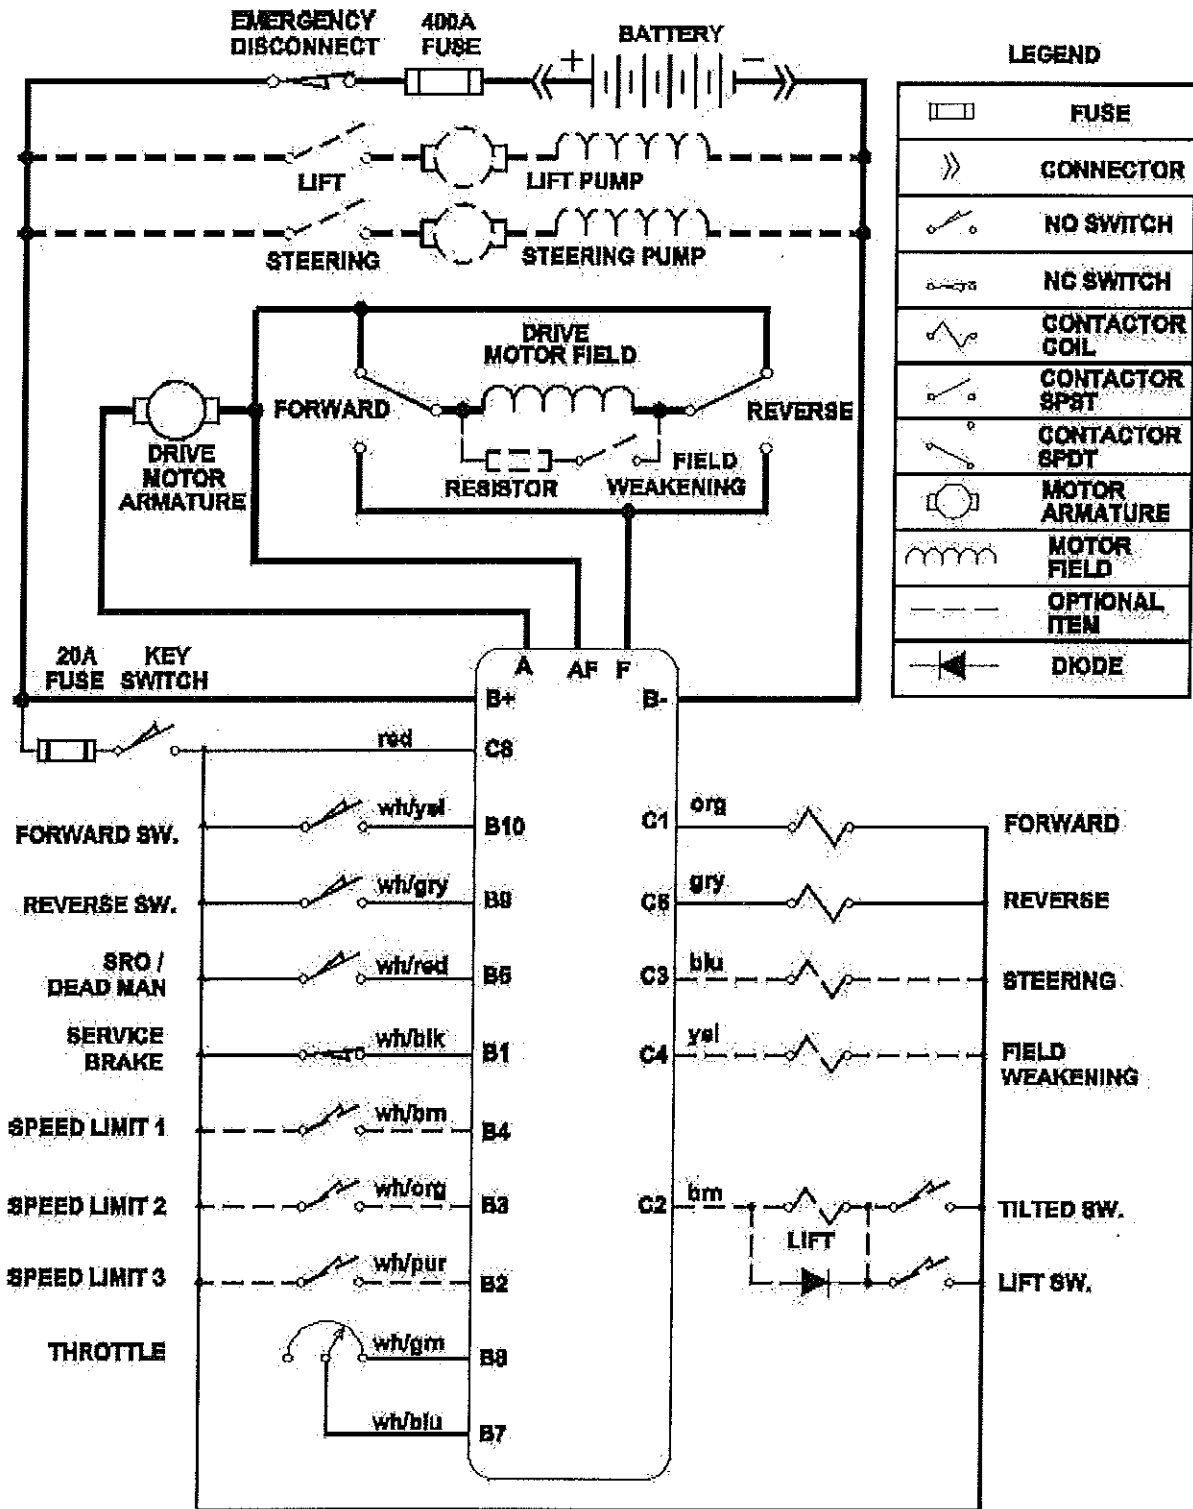 EMERGENCY
DISCONNECT
400A
FUSE
BATTERY
+
−
LEGEND
FUSE
CONNECTOR
NO SWITCH
NC SWITCH
CONTACTOR
COIL
CONTACTOR
SPST
CONTACTOR
SPDT
MOTOR
ARMATURE
MOTOR
FIELD
OPTIONAL
ITEM
DIODE
LIFT
LIFT PUMP
STEERING
STEERING PUMP
DRIVE
MOTOR FIELD
FORWARD
REVERSE
DRIVE
MOTOR
ARMATURE
RESISTOR
FIELD
WEAKENING
20A
FUSE
KEY
SWITCH
A AF F
B+
B-
red
C8
FORWARD SW.
wh/yel
B10
REVERSE SW.
wh/gry
B9
SRO /
DEAD MAN
wh/red
B5
SERVICE
BRAKE
wh/blk
B1
SPEED LIMIT 1
wh/brn
B4
SPEED LIMIT 2
wh/org
B3
SPEED LIMIT 3
wh/pur
B2
THROTTLE
wh/grn
B8
wh/blu
B7
C1
org
FORWARD
gry
REVERSE
C3
blu
STEERING
C4
yel
FIELD
WEAKENING
C2
brn
LIFT
TILTED SW.
LIFT SW.